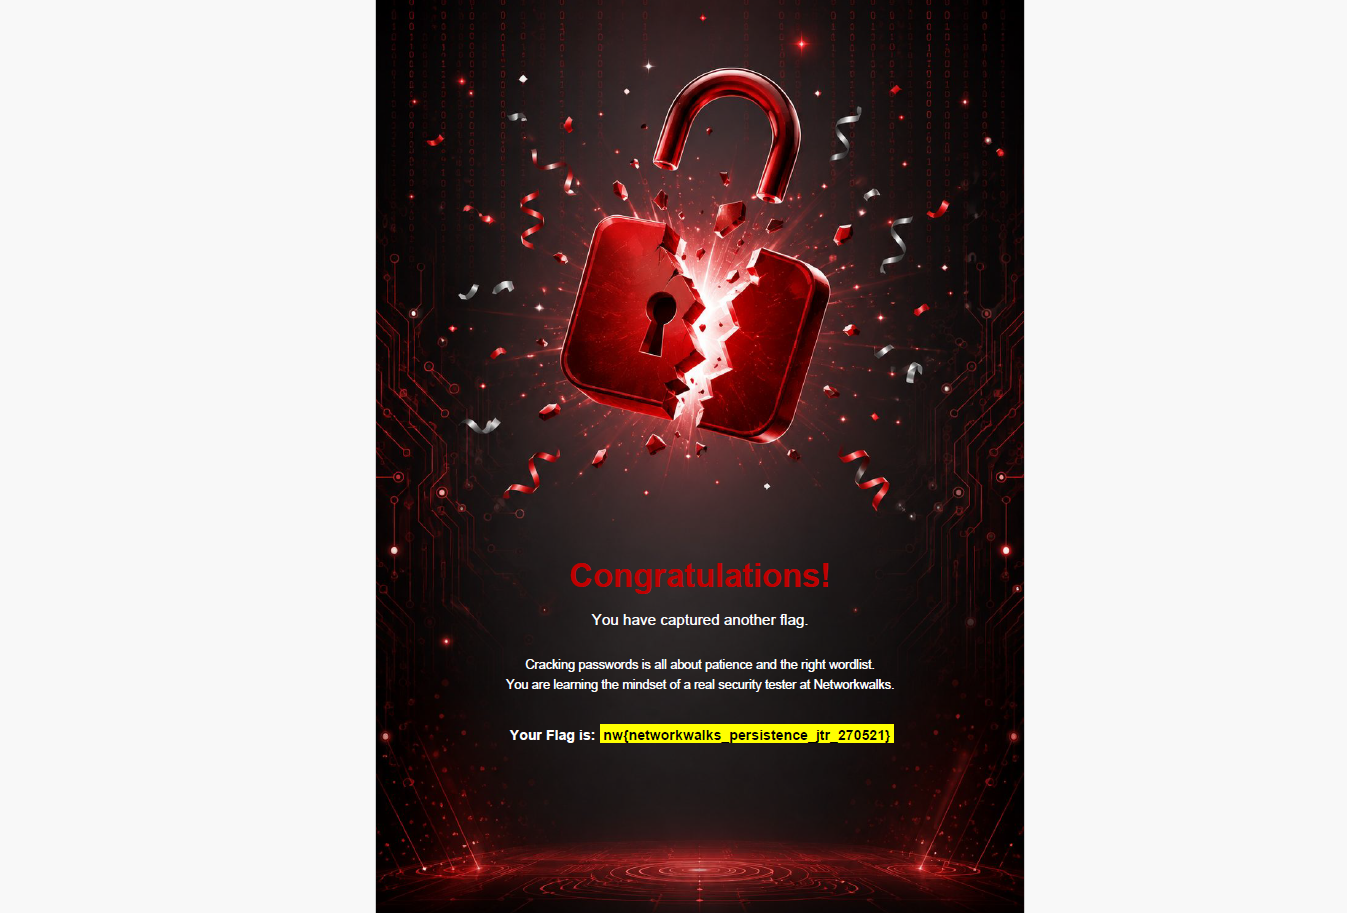 Congratulations!
You have captured another flag.
Cracking passwords is all about patience and the right wordlist.
You are learning the mindset of a real security tester at Networkwalks.
Your Flag is: nw{networkwalks_persistence_jtr_270521}